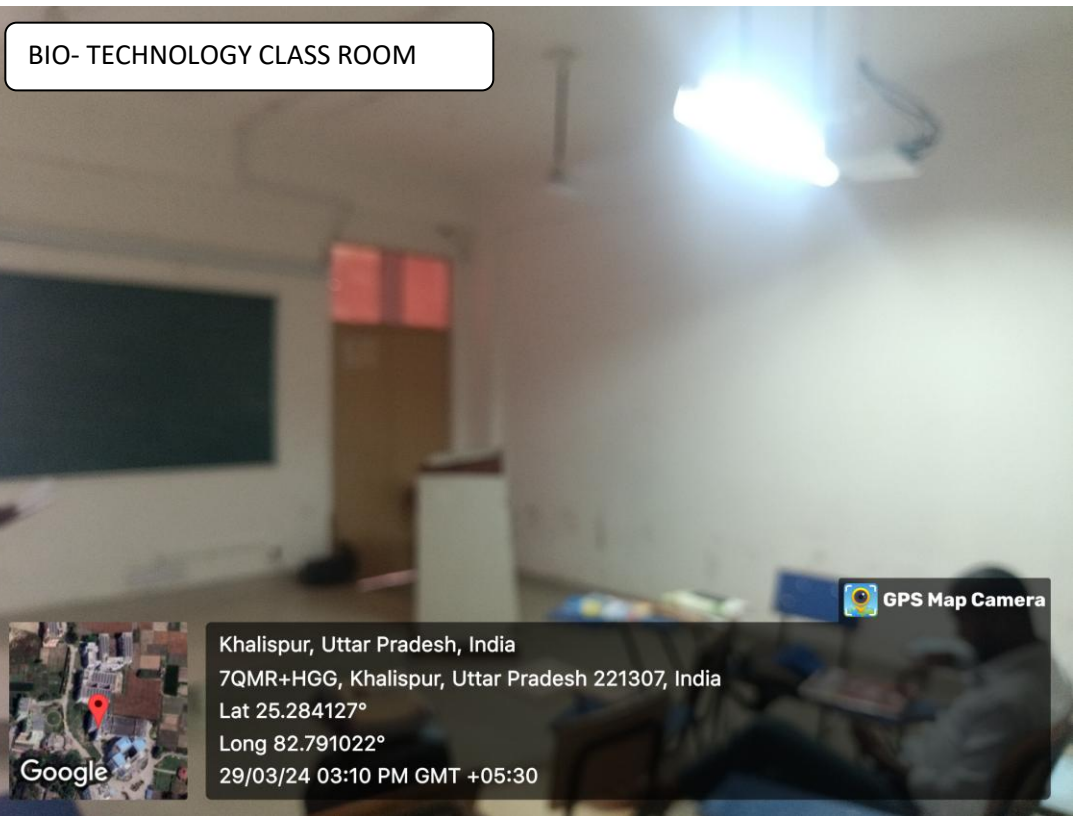 BIO- TECHNOLOGY CLASS ROOM
GPS Map Camera
Khalispur, Uttar Pradesh, India
7QMR+HGG, Khalispur, Uttar Pradesh 221307, India
Lat 25.284127°
Long 82.791022°
29/03/24 03:10 PM GMT +05:30
Google